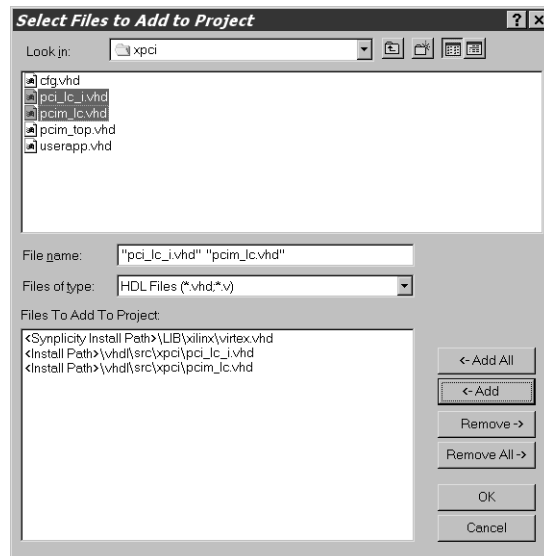 Select Files to Add to Project
Look in: xpci
cfg.vhd
pci_lc_i.vhd
pcim_lc.vhd
pcim_top.vhd
userapp.vhd
File name: "pci_lc_i.vhd" "pcim_lc.vhd"
Files of type: HDL Files (*.vhd;*.v)
Files To Add To Project:
<Synplicity Install Path>\LIB\xilinx\virtex.vhd
<Install Path>\vhdl\src\xpci\pci_lc_i.vhd
<Install Path>\vhdl\src\xpci\pcim_lc.vhd
<- Add All
<- Add
Remove ->
Remove All ->
OK
Cancel